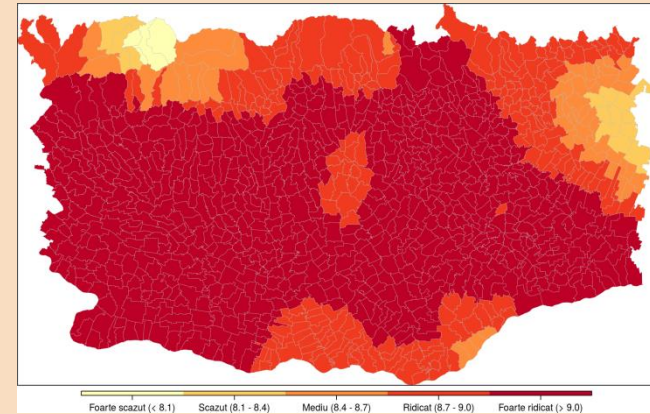 Foarte scazut (< 8.1) Scazut (8.1 - 8.4) Mediu (8.4 - 8.7) Ridicat (8.7 - 9.0) Foarte ridicat (> 9.0)